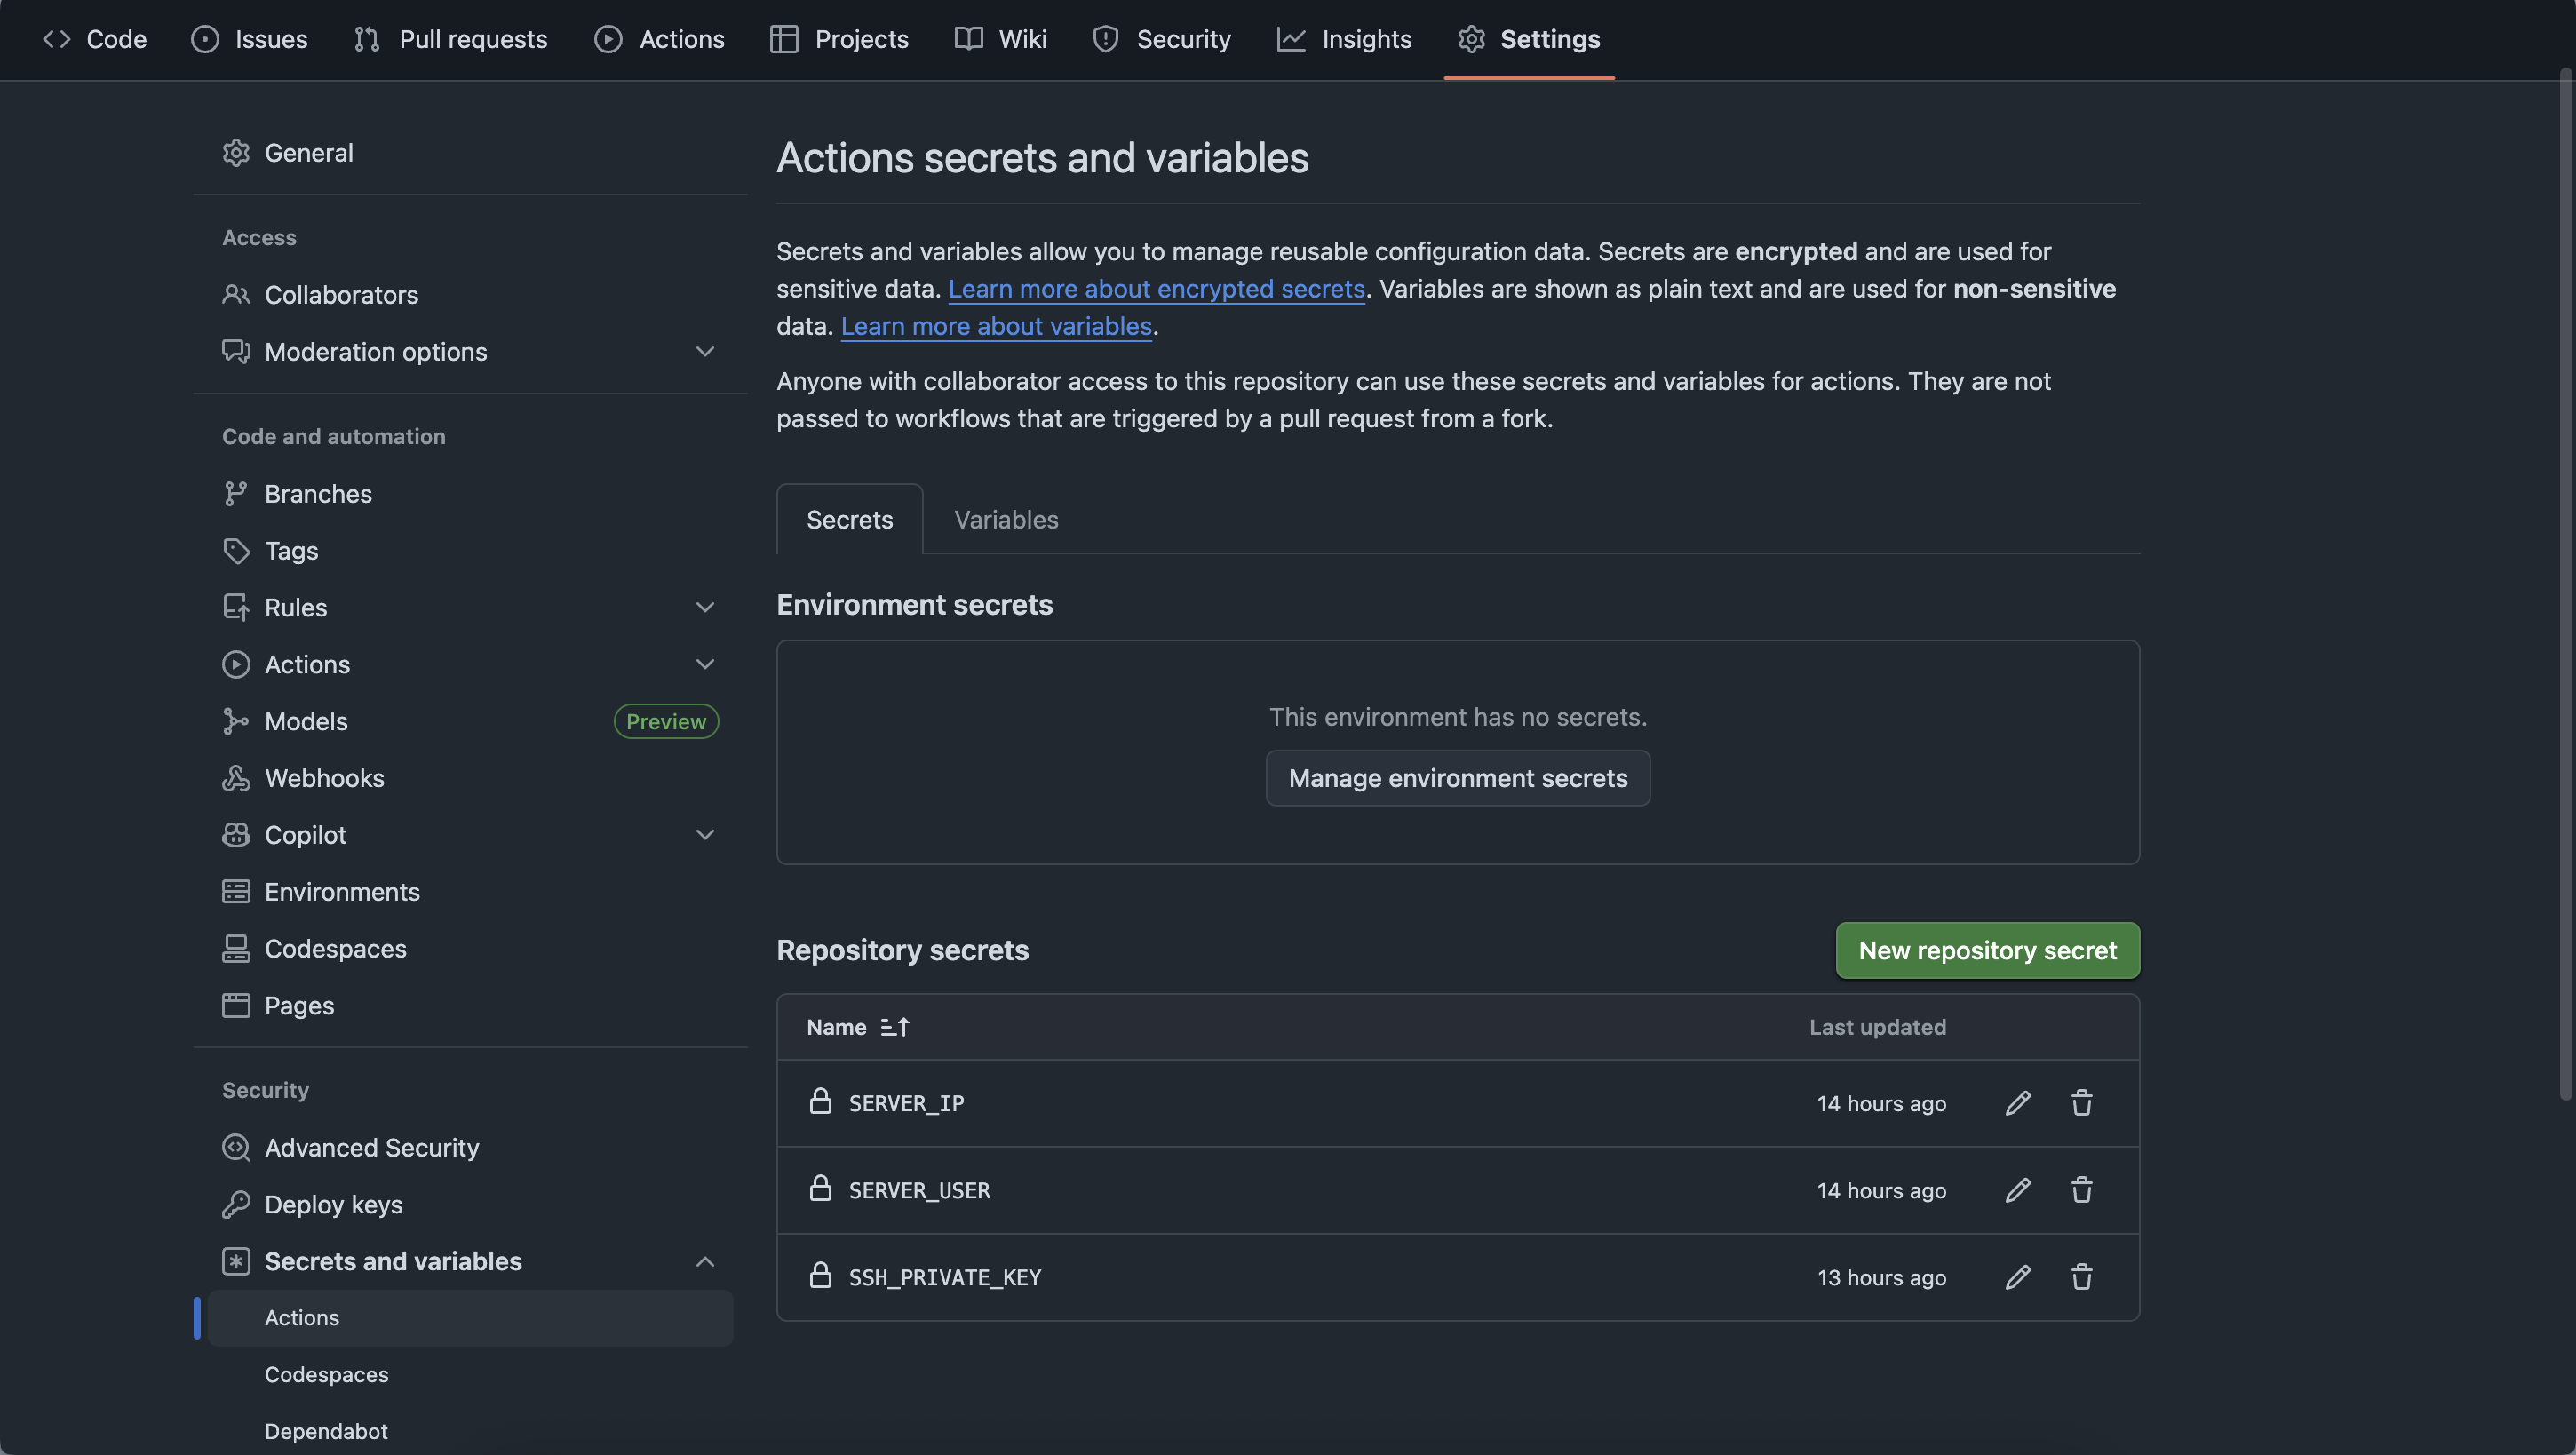 Code
Issues
Pull requests
Actions
Projects
Wiki
Security
Insights
Settings
General
Access
Collaborators
Moderation options
Code and automation
Branches
Tags
Rules
Actions
Models
Preview
Webhooks
Copilot
Environments
Codespaces
Pages
Security
Advanced Security
Deploy keys
Secrets and variables
Actions
Codespaces
Dependabot
Actions secrets and variables
Secrets and variables allow you to manage reusable configuration data. Secrets are encrypted and are used for
sensitive data. Learn more about encrypted secrets. Variables are shown as plain text and are used for non-sensitive
data. Learn more about variables.
Anyone with collaborator access to this repository can use these secrets and variables for actions. They are not
passed to workflows that are triggered by a pull request from a fork.
Secrets
Variables
Environment secrets
This environment has no secrets.
Manage environment secrets
Repository secrets
New repository secret
Name
Last updated
SERVER_IP
14 hours ago
SERVER_USER
14 hours ago
SSH_PRIVATE_KEY
13 hours ago